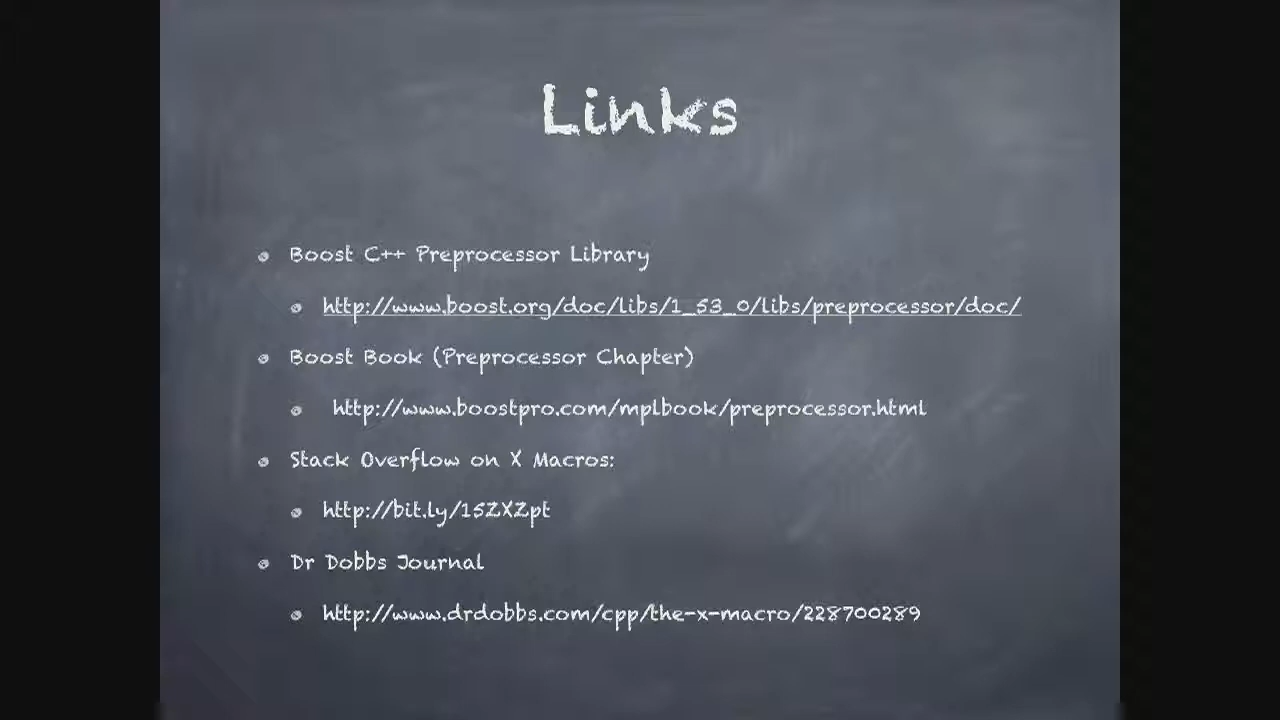 Links
Boost C++ Preprocessor Library
http://www.boost.org/doc/libs/1_53_0/libs/preprocessor/doc/
Boost Book (Preprocessor Chapter)
http://www.boostpro.com/mplbook/preprocessor.html
Stack Overflow on X Macros:
http://bit.ly/15ZXZpt
Dr Dobbs Journal
http://www.drdobbs.com/cpp/the-x-macro/228700289